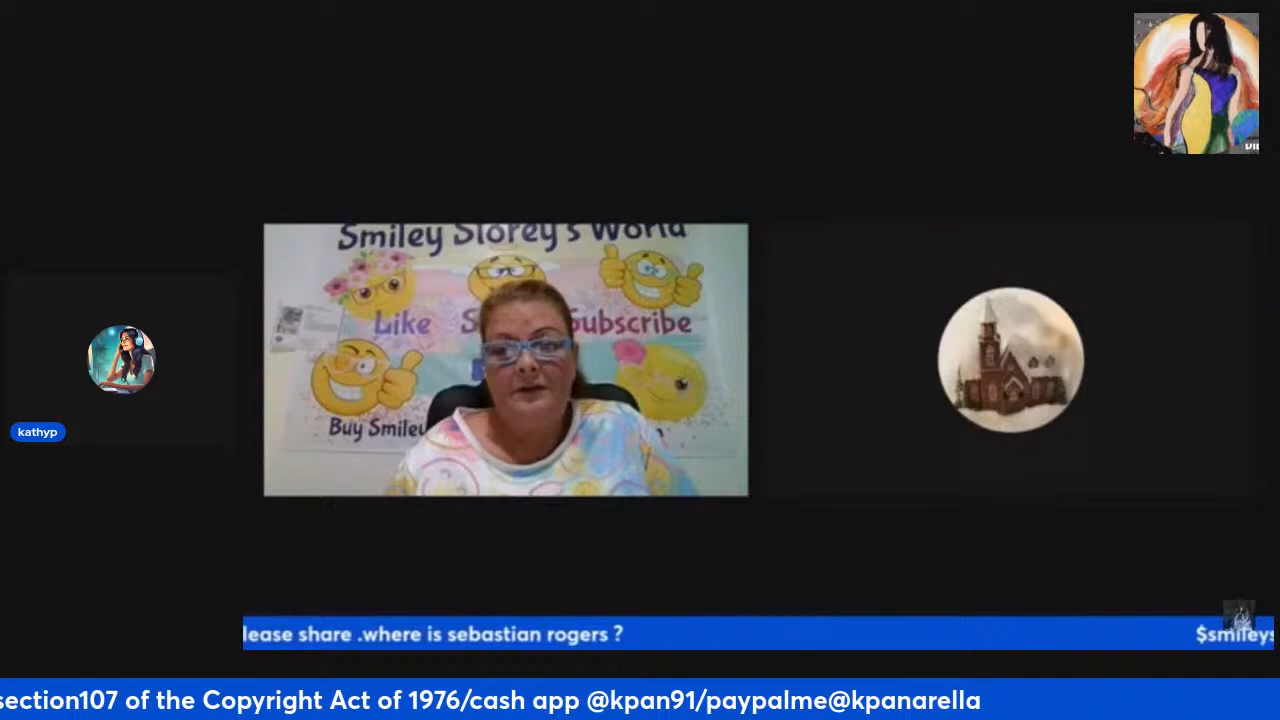 Smiley Storey's World
Like
Subscribe
Buy Smiley
kathyp
lease share .where is sebastian rogers ?
$smileys
section107 of the Copyright Act of 1976/cash app @kpan91/paypalme@kpanarella